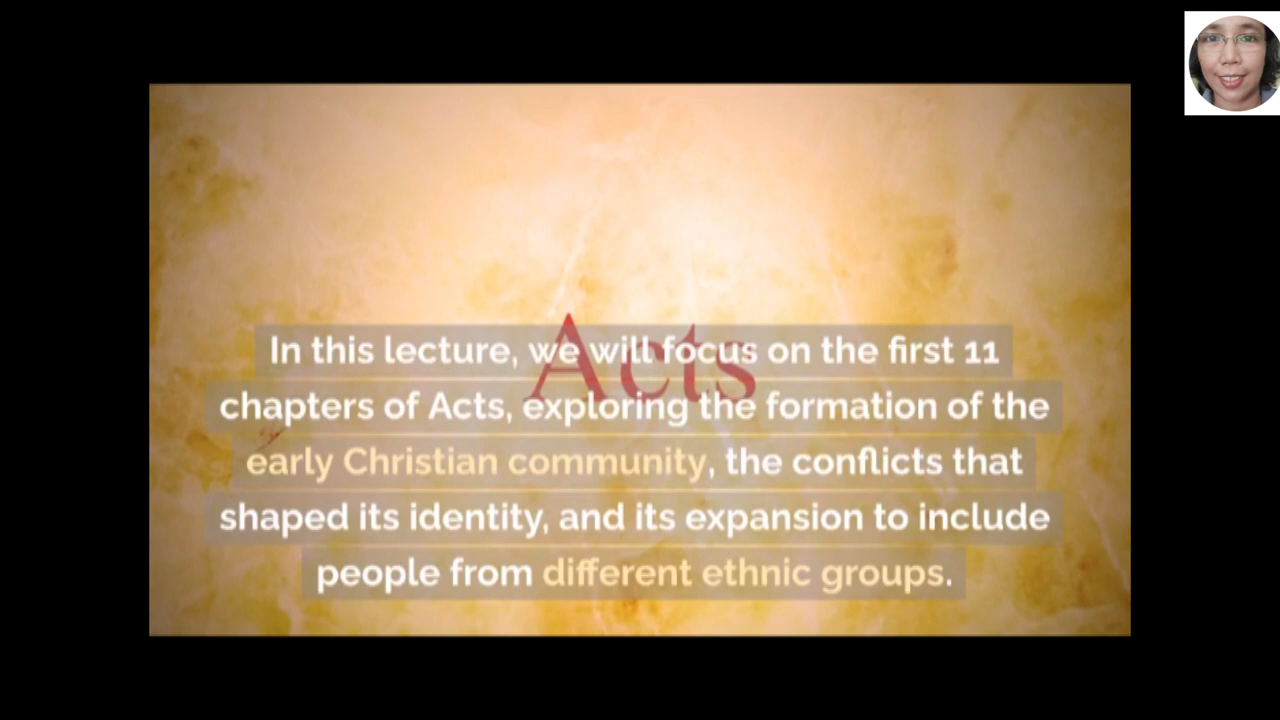 Acts
In this lecture, we will focus on the first 11
chapters of Acts, exploring the formation of the
early Christian community, the conflicts that
shaped its identity, and its expansion to include
people from different ethnic groups.